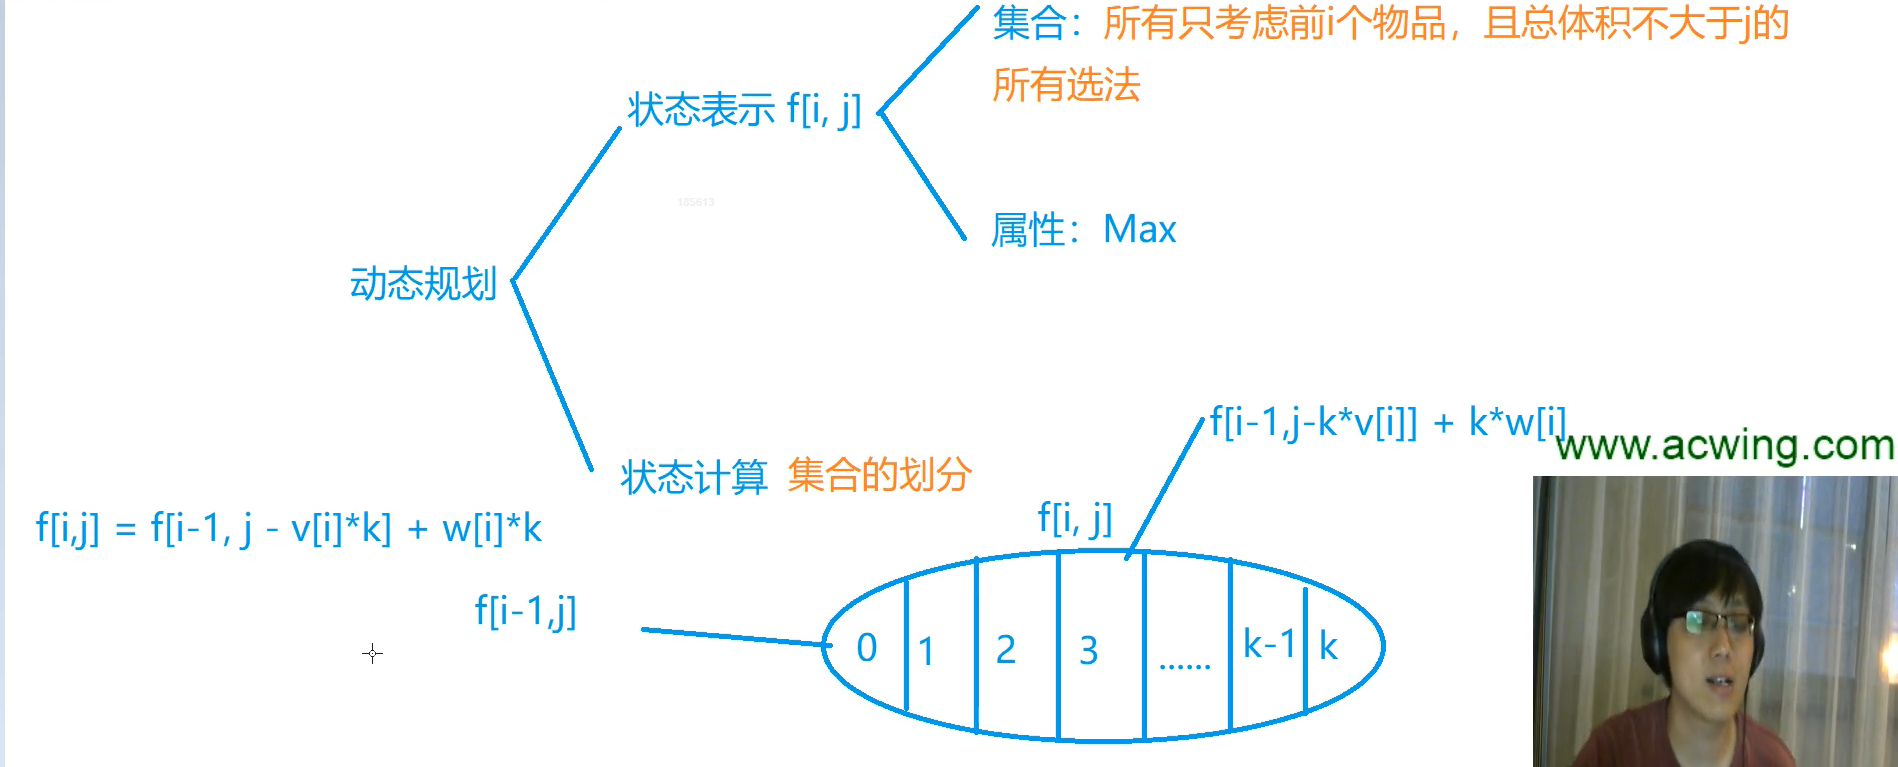 集合：所有只考虑前i个物品，且总体积不大于j的
所有选法
状态表示 f[i, j]
185613
属性：Max
动态规划
f[i-1,j-k*v[i]] + k*w[i]
www.acwing.com
状态计算 集合的划分
f[i,j] = f[i-1, j - v[i]*k] + w[i]*k
f[i, j]
f[i-1,j]
0 1 2 3 ...... k-1 k